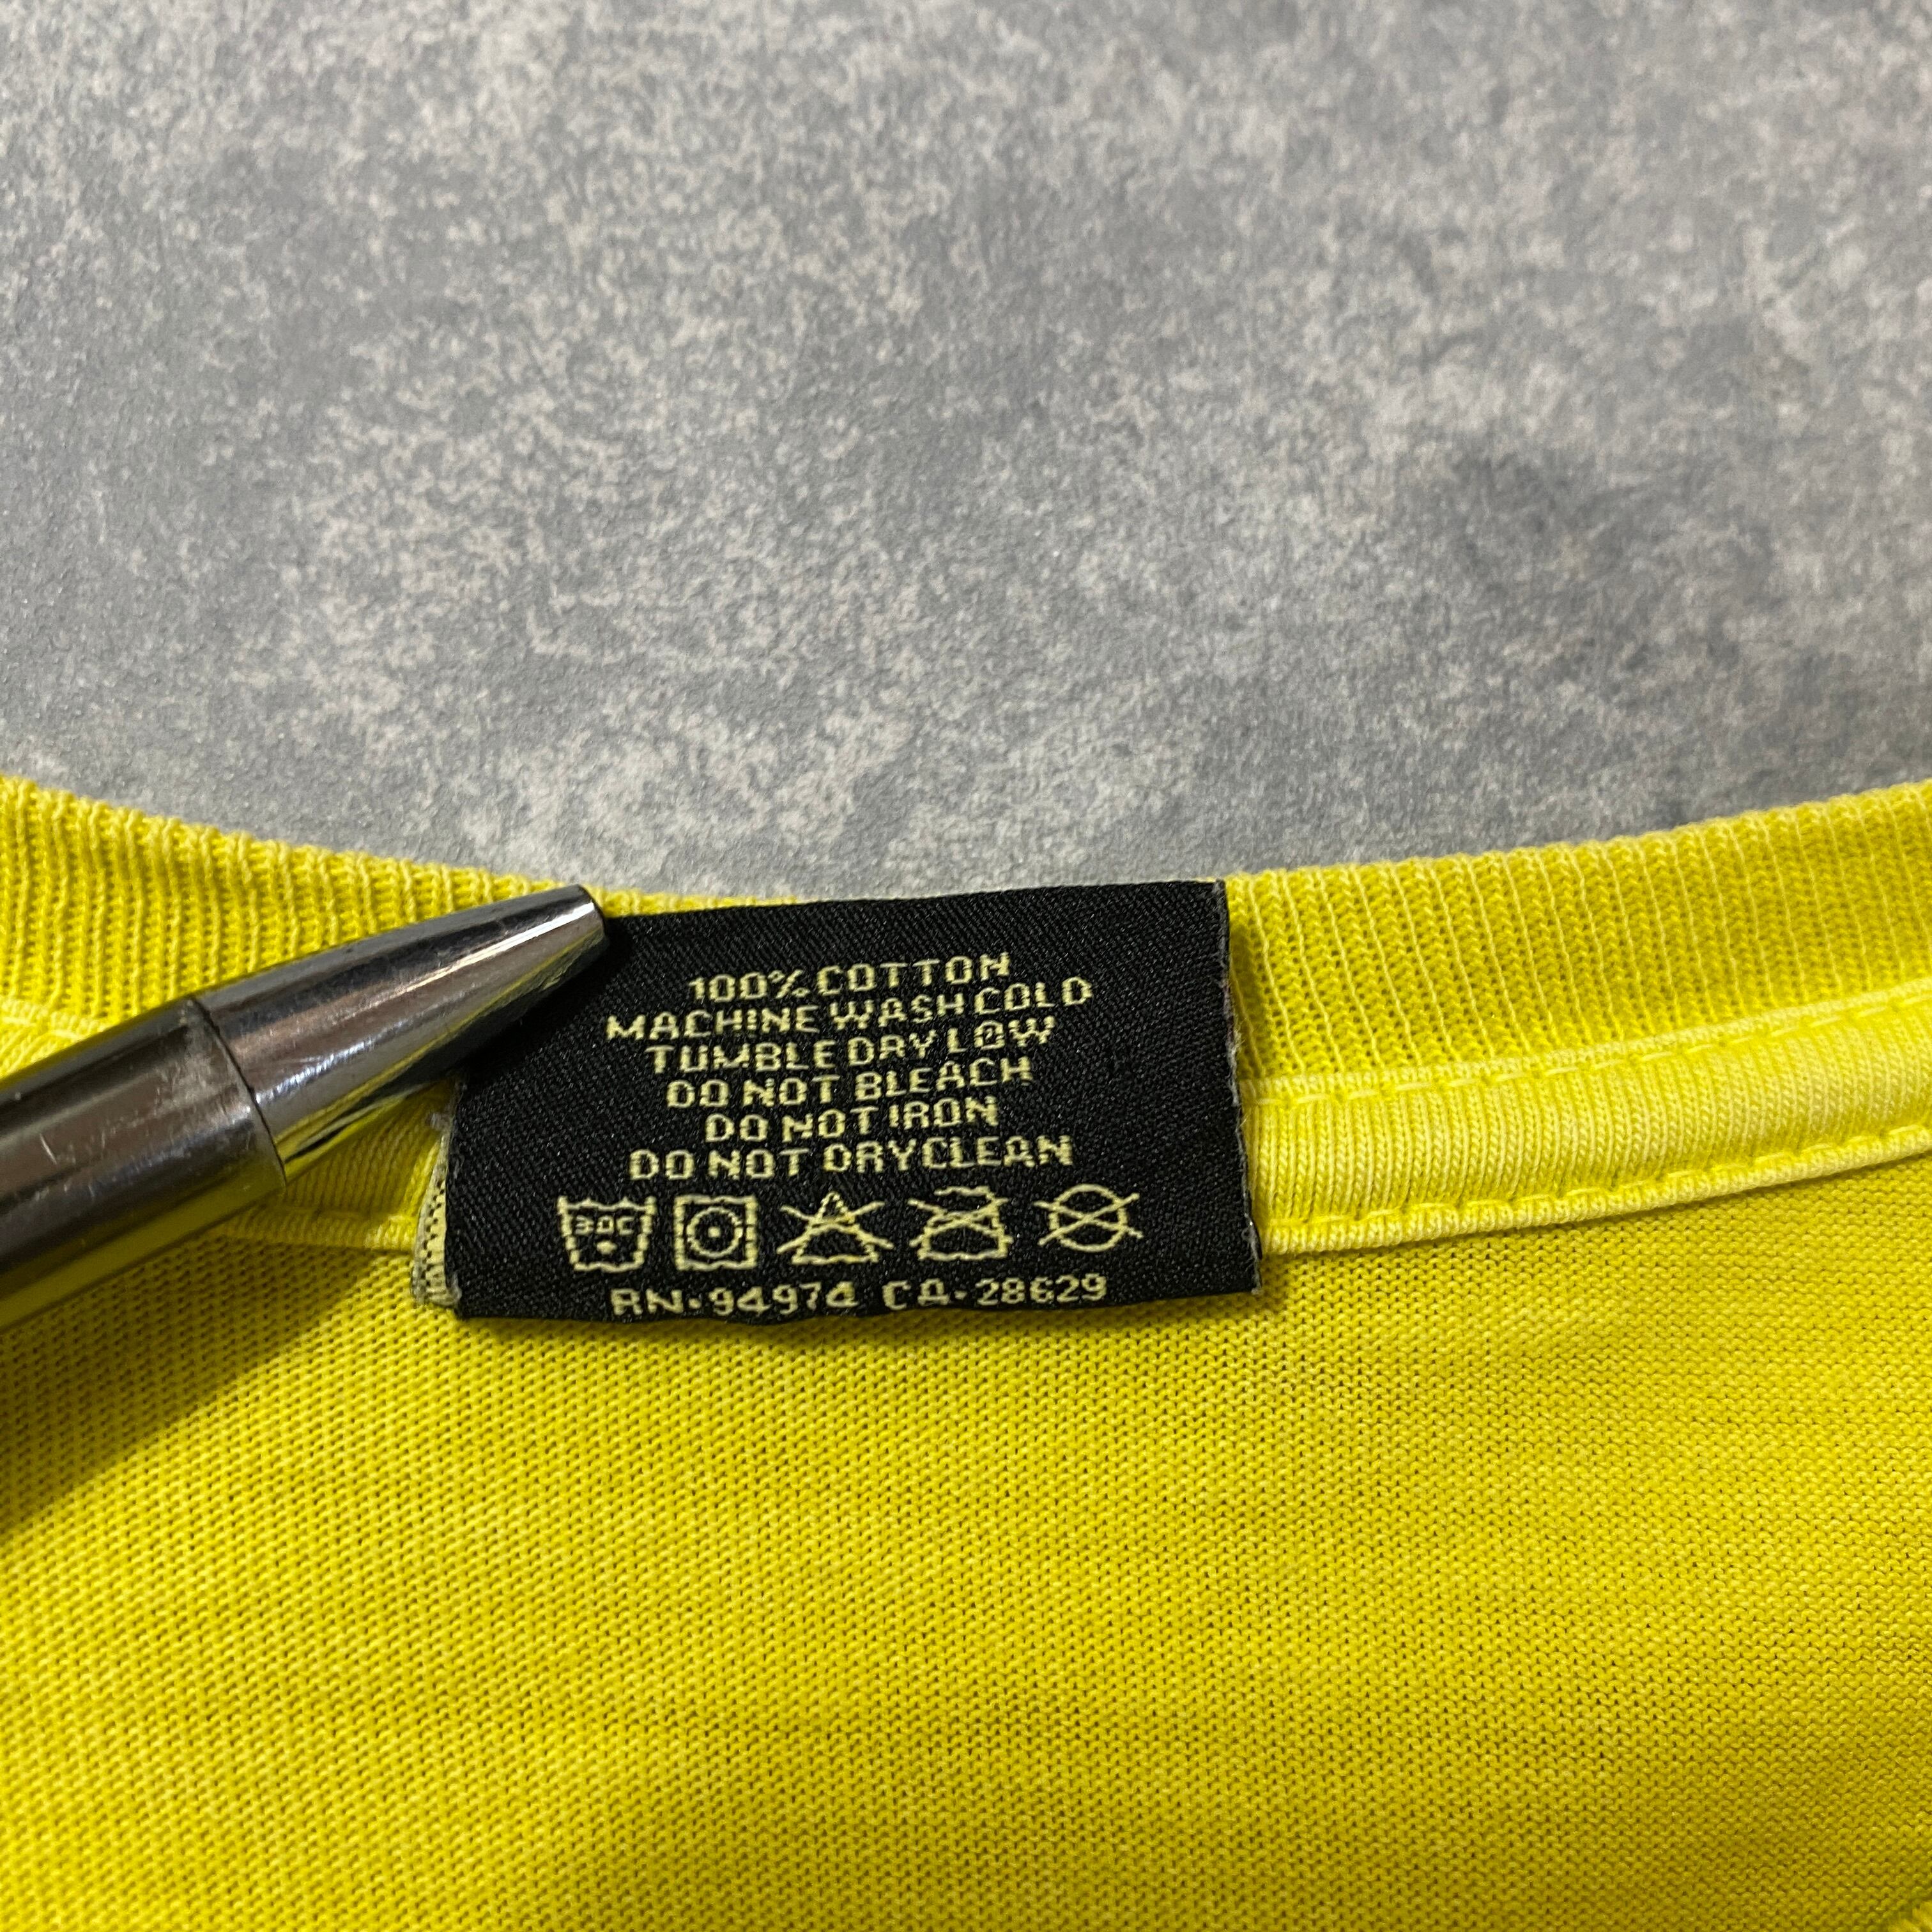 100% COTTON
MACHINE WASH COLD
TUMBLE DRY LOW
DO NOT BLEACH
DO NOT IRON
DO NOT DRYCLEAN
30C
RN·94974 CA·28629